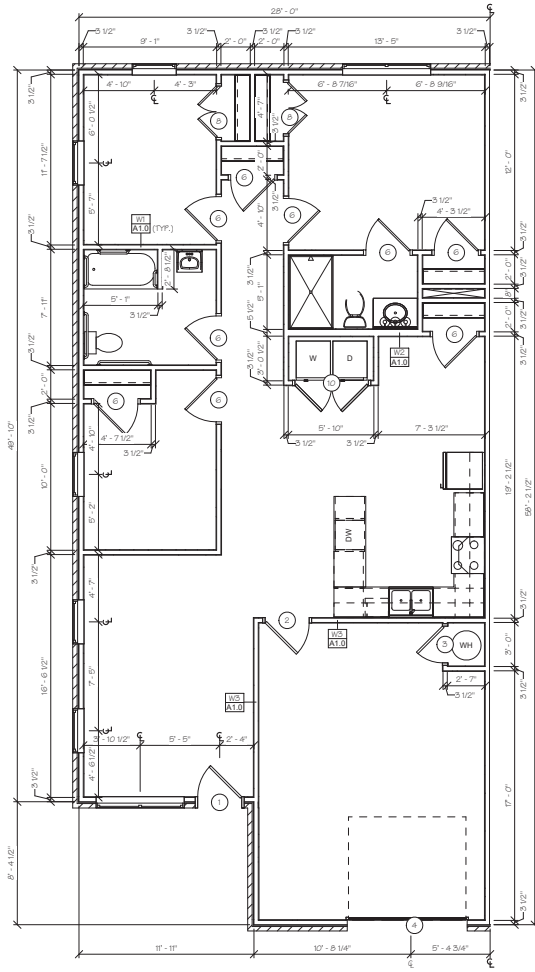 28' - 0"
3 1/2" 3 1/2" 3 1/2" 3 1/2"
9' - 1" 2' - 0" 2' - 0" 13' - 5"
4' - 10" 4' - 3" 6' - 8 7/16" 6' - 8 9/16"
3 1/2" 6' - 0 1/2" 8 4' - 7" 3 1/2" 8 3 1/2"
11' - 7 1/2" 12' - 0"
5' - 7" 6 2' - 0" 3 1/2"
4' - 10"
3 1/2" 4' - 3 1/2"
W1
A1.0 (TYP.) 6 6
3 1/2" 6 6 3 1/2"
2' - 8 1/2" 2' - 0"
5' - 1" 5' - 1" 8"
7' - 11" 3 1/2" 5 1/2" 2' - 0" 3 1/2"
6 W2
A1.0 6
3 1/2" 3' - 0 1/2" W D 3 1/2"
2' - 0" 6 6 3 1/2" 10
3 1/2" 4' - 7 1/2" 5' - 10" 7' - 3 1/2"
4' - 10" 3 1/2" 3 1/2" 3 1/2"
49' - 10" 10' - 0" 19' - 2 1/2" 58' - 2 1/2"
5' - 2" DW
3 1/2"
4' - 7" 3 1/2"
2 W3
A1.0 3 WH 3' - 0"
16' - 6 1/2" 7' - 5" 2' - 7"
3 1/2" 3 1/2"
W3
A1.0
3' - 10 1/2" 5' - 5" 2' - 4"
4' - 6 1/2"
3 1/2" 1 17' - 0"
8' - 4 1/2"
4 3 1/2"
11' - 11" 10' - 8 1/4" 5' - 4 3/4"